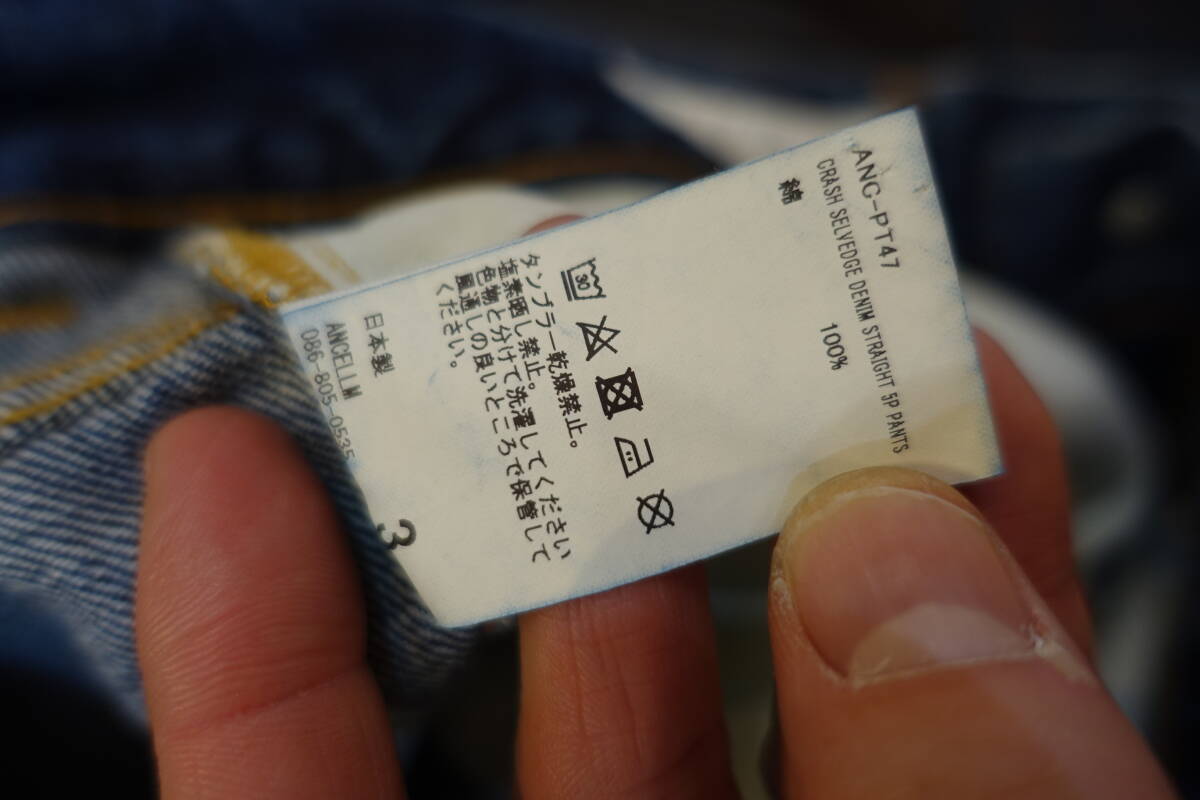 ANC-PT47
CRASH SELVEDGE DENIM STRAIGHT 5P PANTS
綿 100%
30
タンブラー乾燥禁止。
塩素晒し禁止。
色物と分けて洗濯してください
風通しの良いところで保管して
ください。
日本製
ANCELLM
086-805-0535
3